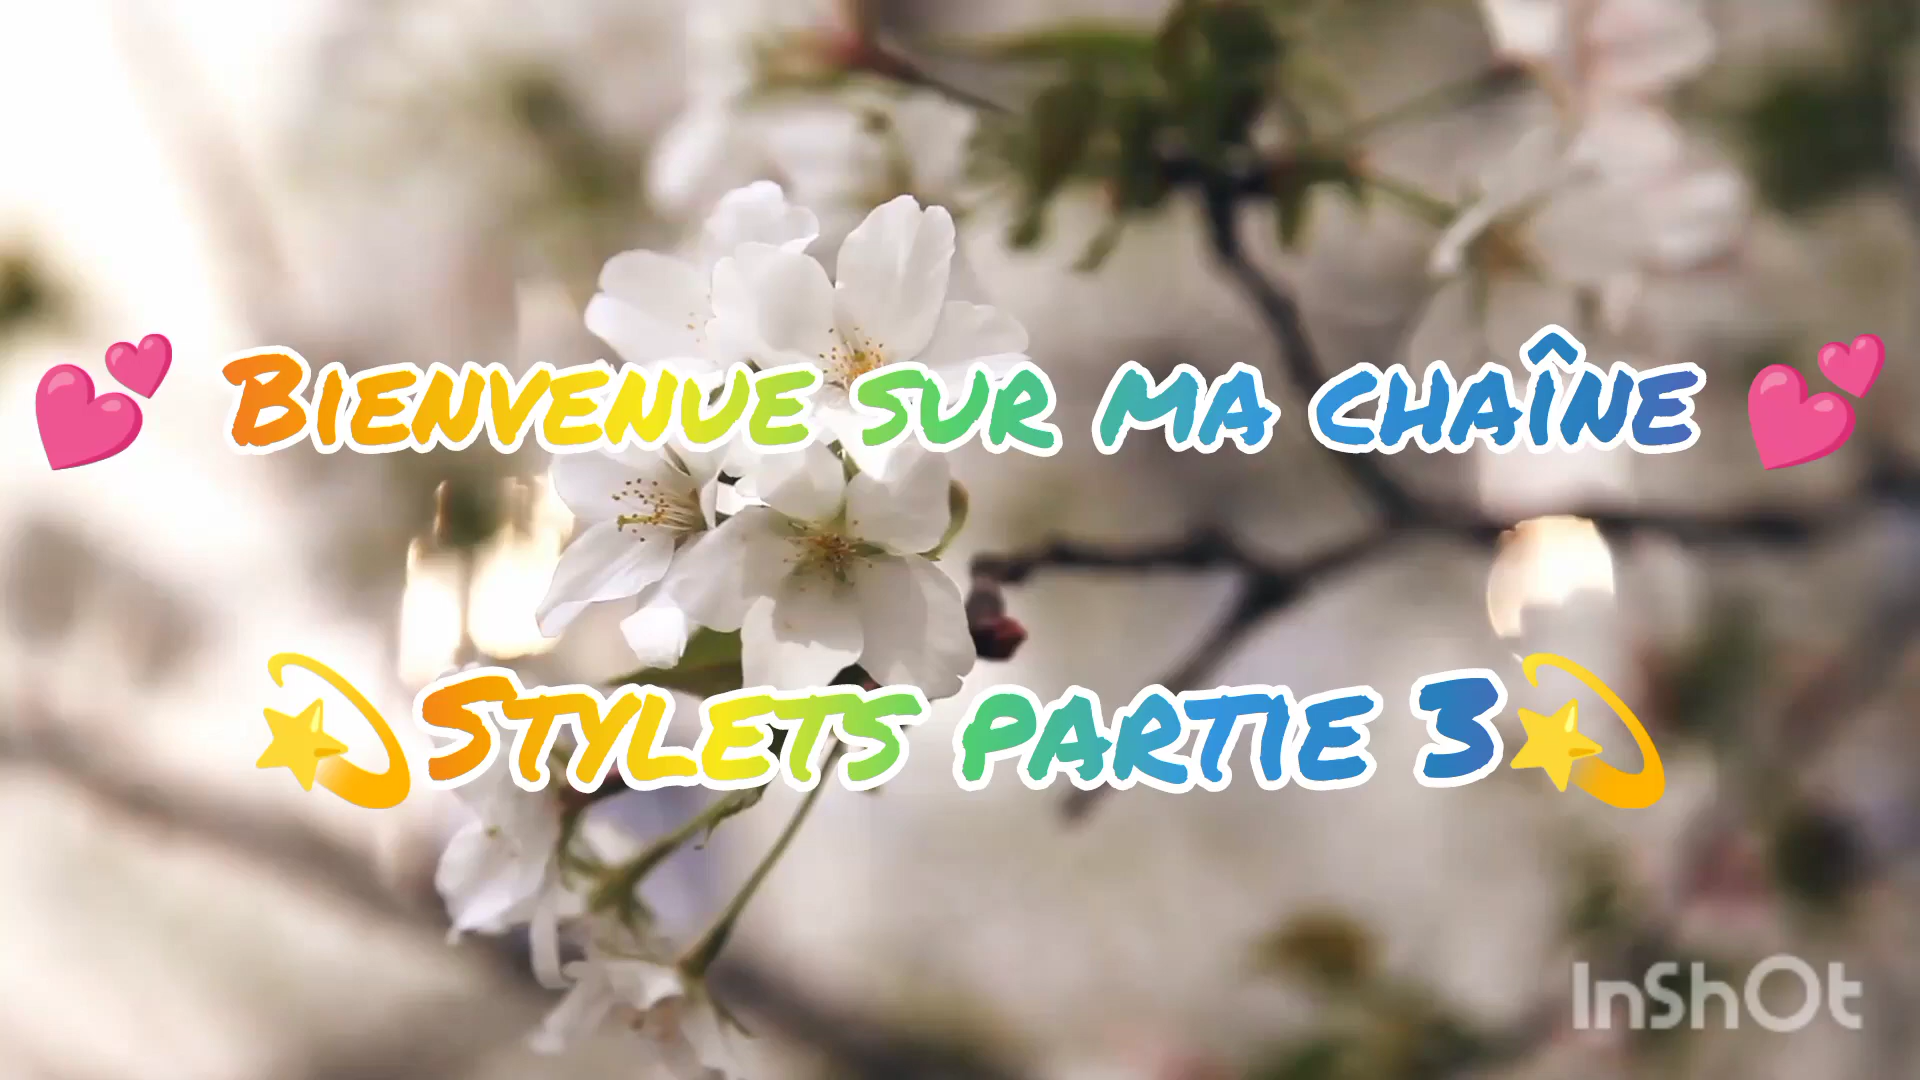 💕 Bienvenue sur ma chaîne 💕
💫Stylets partie 3💫
InShOt